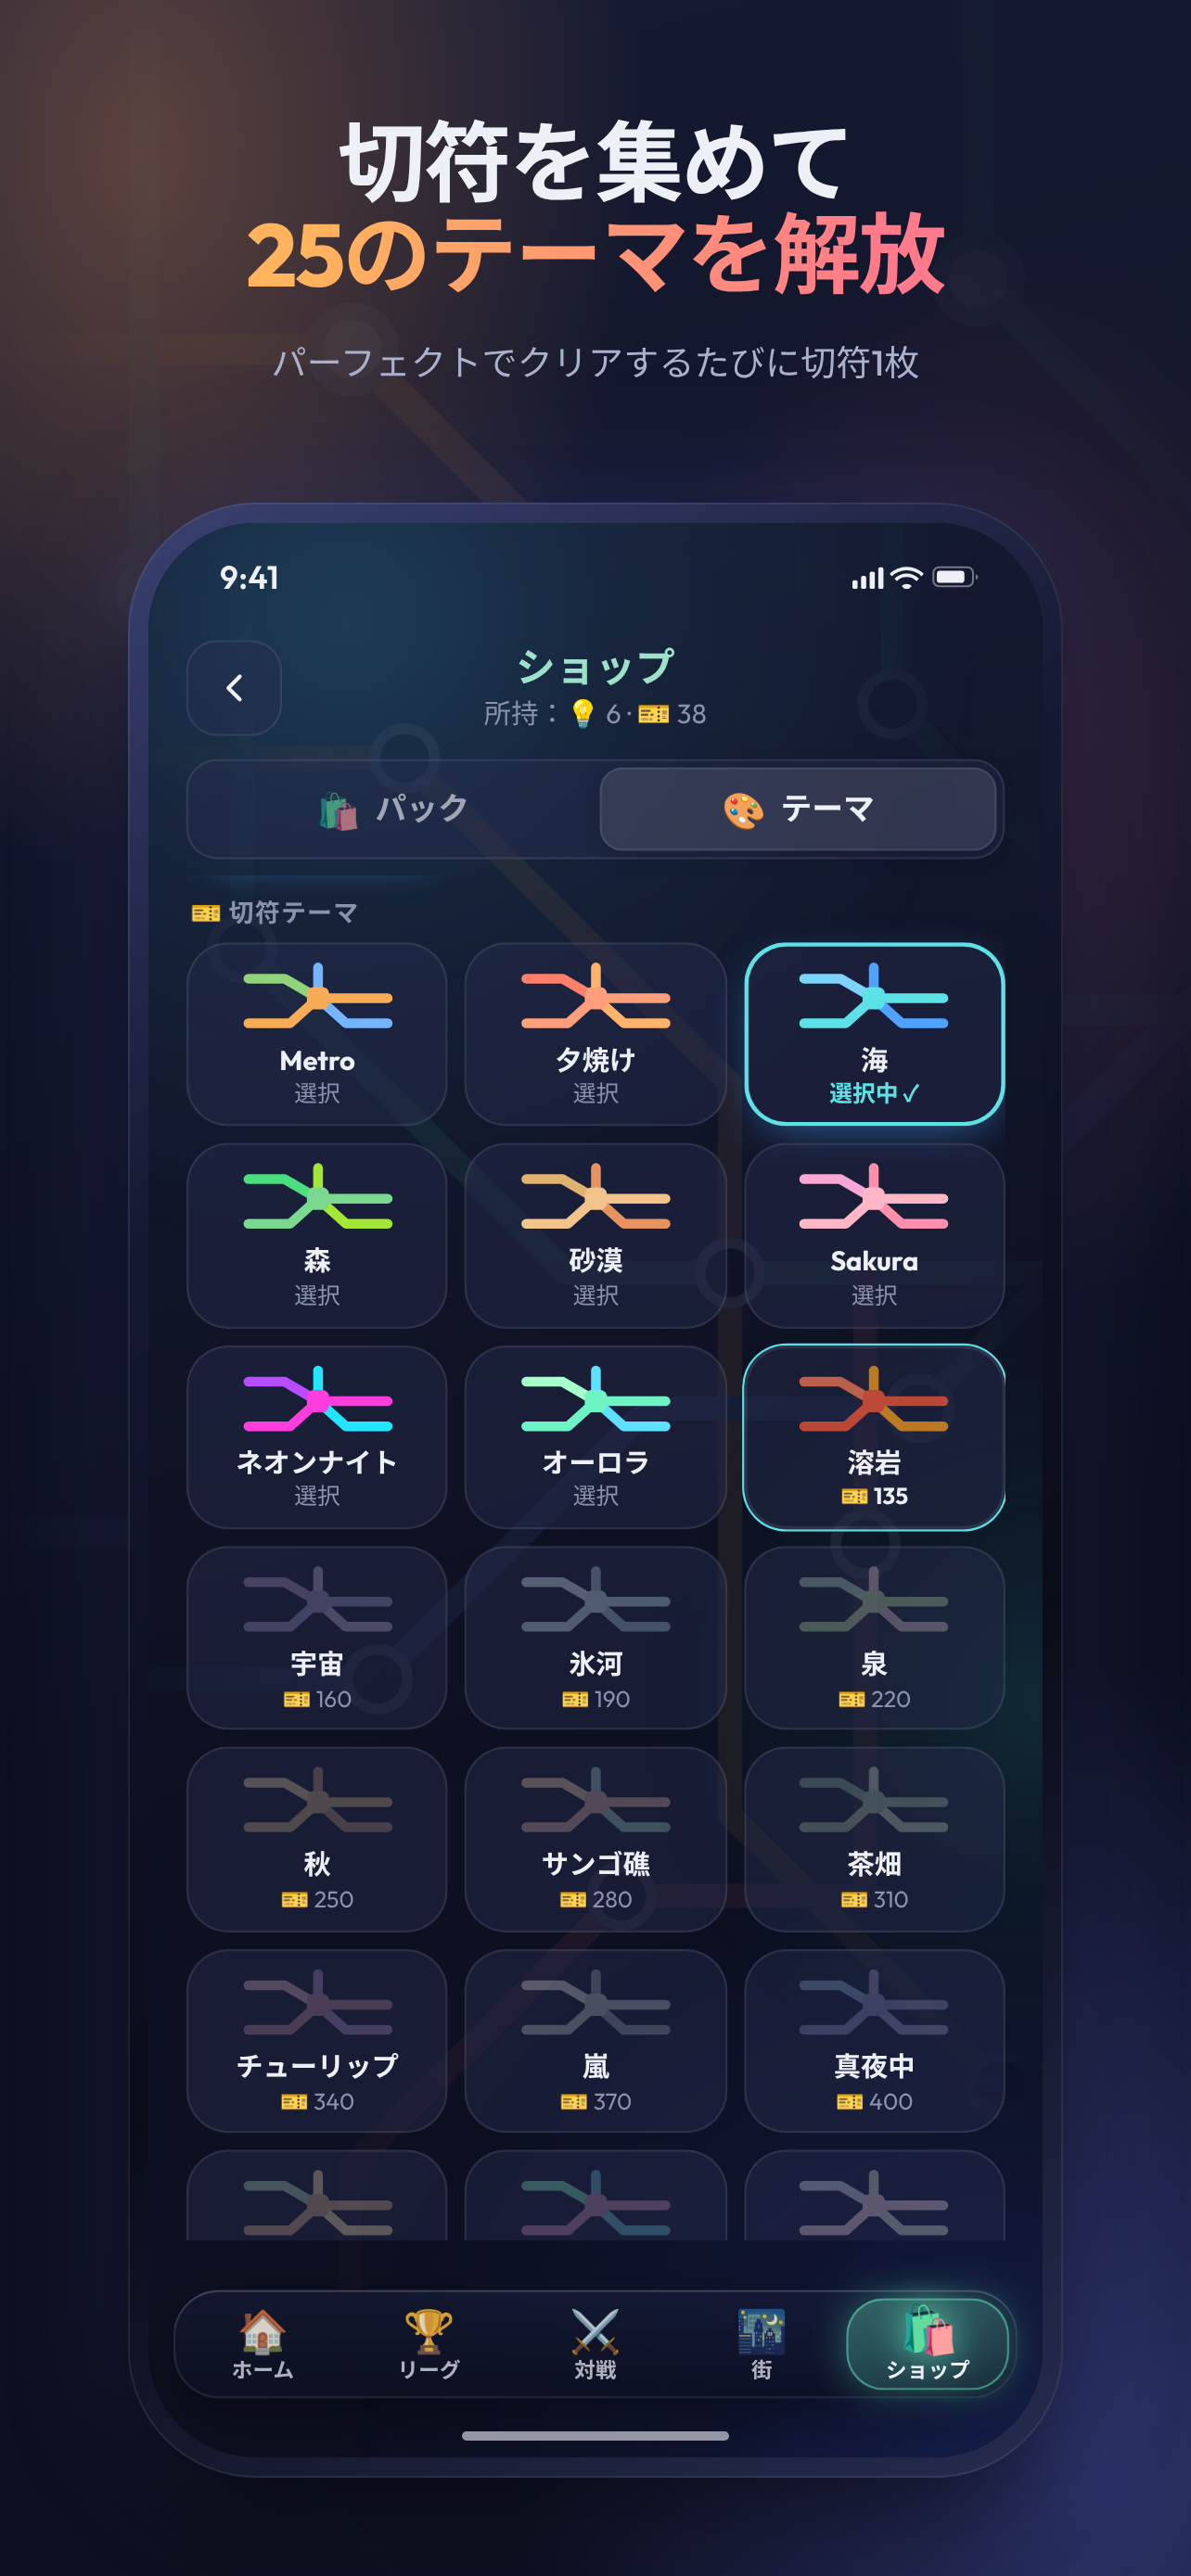 切符を集めて
25のテーマを解放
パーフェクトでクリアするたびに切符1枚
9:41
ショップ
所持：💡 6・🎫 38
🛍️ パック
🎨 テーマ
🎫 切符テーマ
Metro
選択
夕焼け
選択
海
選択中 ✓
森
選択
砂漠
選択
Sakura
選択
ネオンナイト
選択
オーロラ
選択
溶岩
🎫 135
宇宙
🎫 160
氷河
🎫 190
泉
🎫 220
秋
🎫 250
サンゴ礁
🎫 280
茶畑
🎫 310
チューリップ
🎫 340
嵐
🎫 370
真夜中
🎫 400
ホーム
リーグ
対戦
街
ショップ